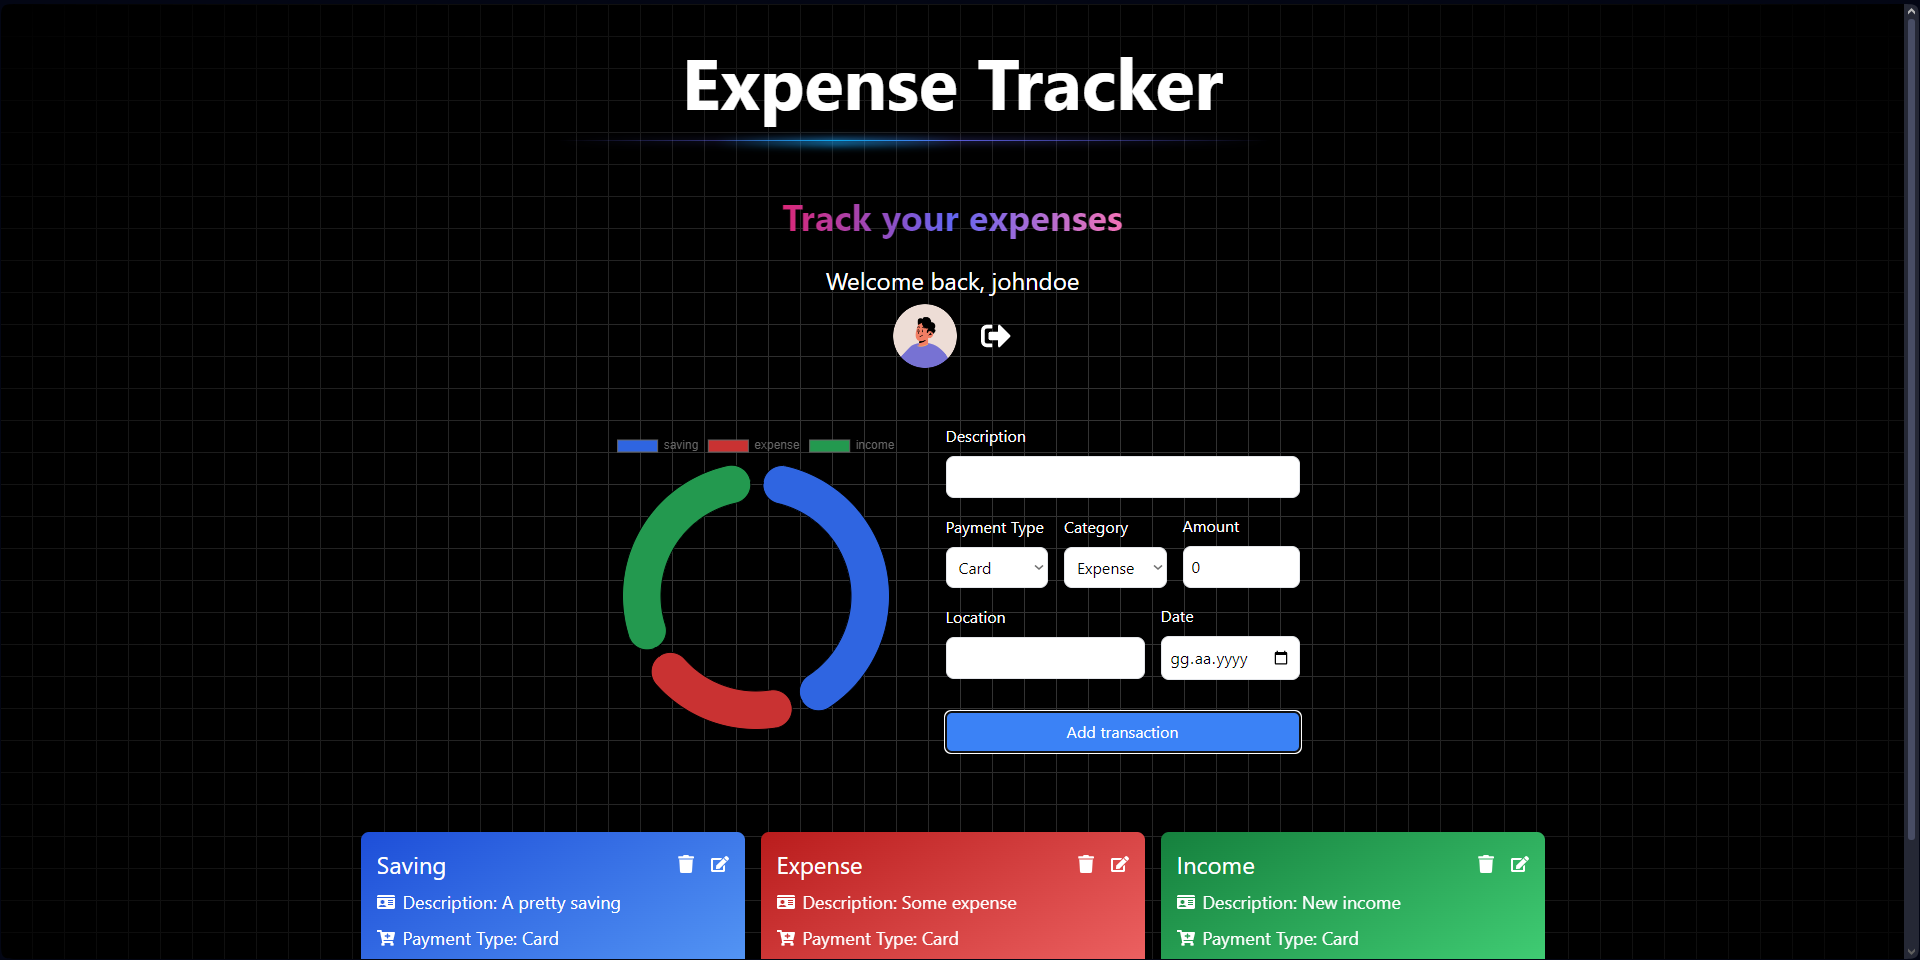 Expense Tracker
Track your expenses
Welcome back, johndoe
saving expense income
Description
Payment Type Category Amount
Card Expense 0
Location Date
gg.aa.yyyy
Add transaction
Saving
Description: A pretty saving
Payment Type: Card
Expense
Description: Some expense
Payment Type: Card
Income
Description: New income
Payment Type: Card